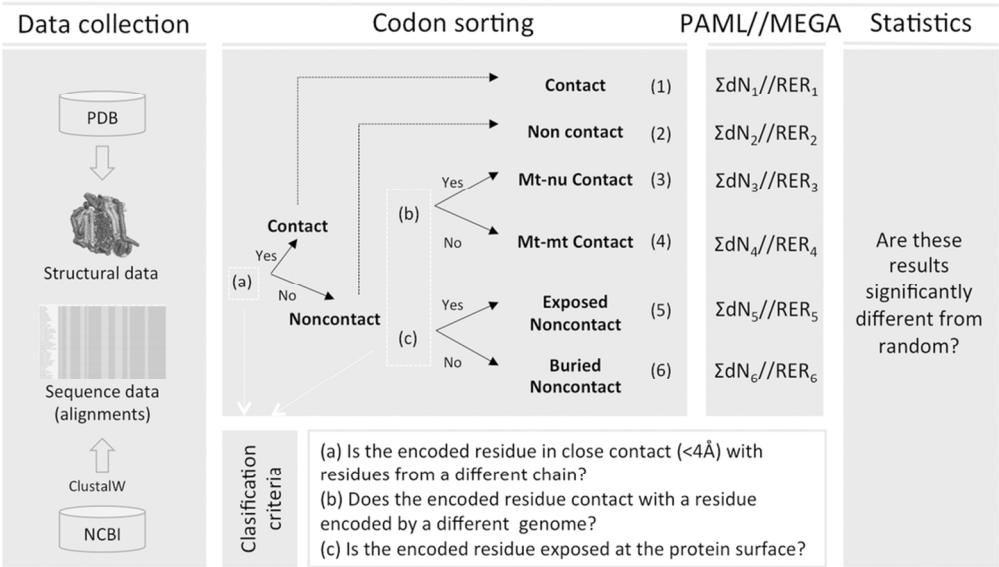 Data collection
Codon sorting
PAML//MEGA
Statistics
PDB
Structural data
Sequence data
(alignments)
ClustalW
NCBI
(a)
Yes
No
Contact
Noncontact
(b)
Yes
No
(c)
Yes
No
Contact (1) ΣdN₁//RER₁
Non contact (2) ΣdN₂//RER₂
Mt-nu Contact (3) ΣdN₃//RER₃
Mt-mt Contact (4) ΣdN₄//RER₄
Exposed
Noncontact (5) ΣdN₅//RER₅
Buried
Noncontact (6) ΣdN₆//RER₆
Are these
results
significantly
different from
random?
Clasification
criteria
(a) Is the encoded residue in close contact (<4Å) with
residues from a different chain?
(b) Does the encoded residue contact with a residue
encoded by a different genome?
(c) Is the encoded residue exposed at the protein surface?